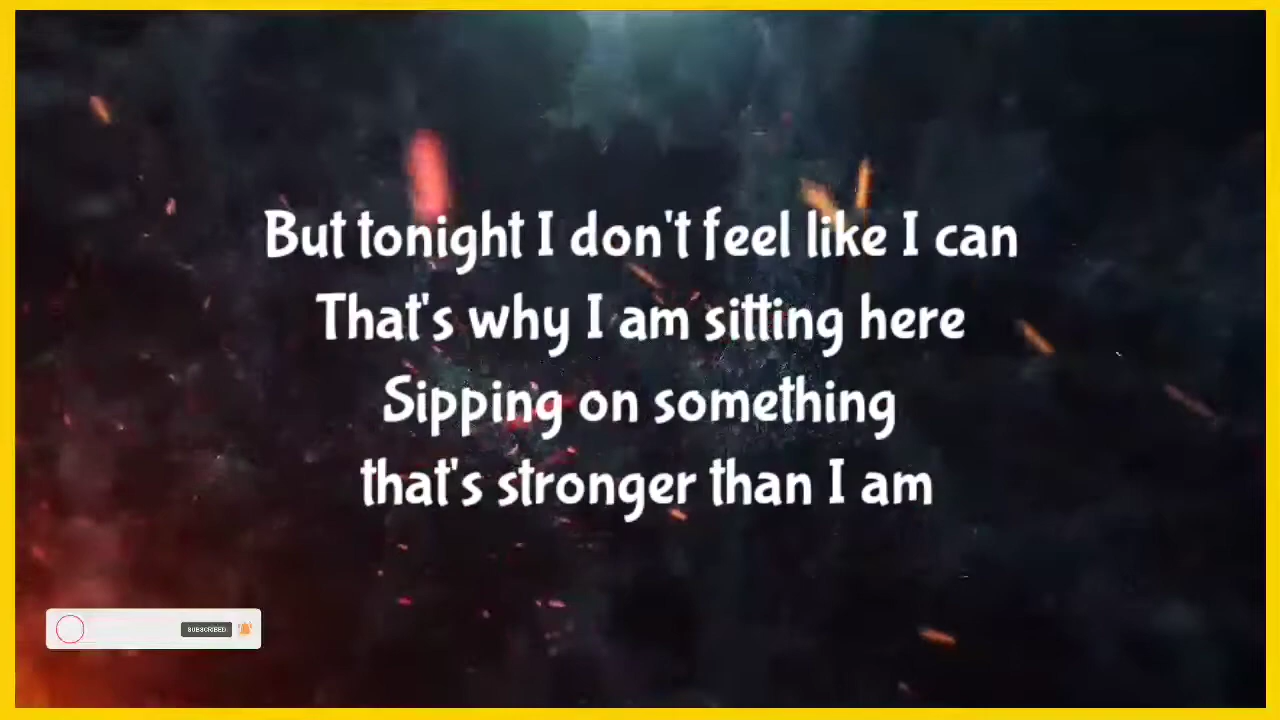 But tonight I don't feel like I can
That's why I am sitting here
Sipping on something
that's stronger than I am
SUBSCRIBED